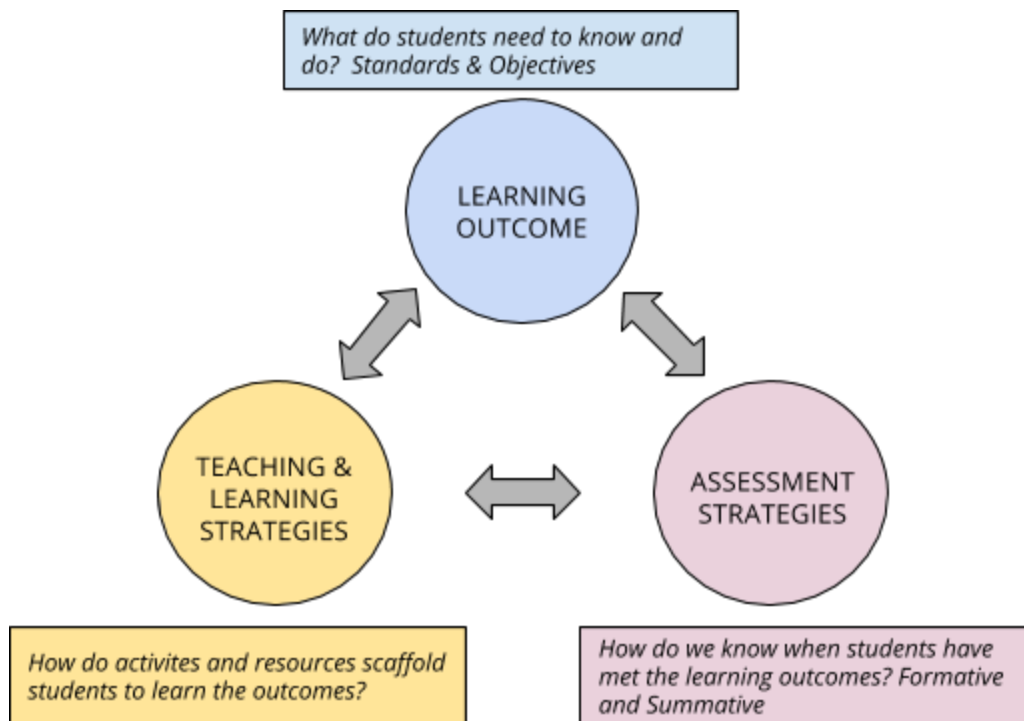 What do students need to know and
do? Standards & Objectives
LEARNING
OUTCOME
TEACHING &
LEARNING
STRATEGIES
ASSESSMENT
STRATEGIES
How do activites and resources scaffold
students to learn the outcomes?
How do we know when students have
met the learning outcomes? Formative
and Summative